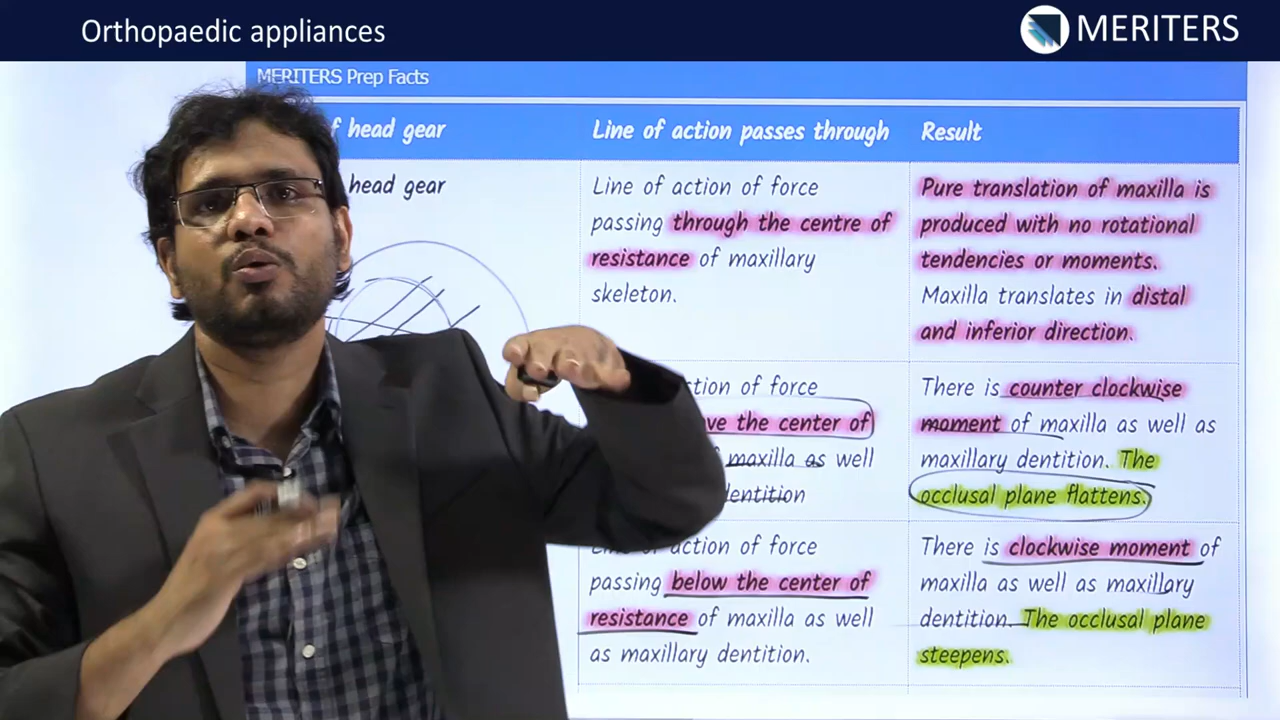 Orthopaedic appliances
MERITERS
MERITERS Prep Facts
head gear
Line of action passes through
Result
head gear
Line of action of force
passing through the centre of
resistance of maxillary
skeleton.
Pure translation of maxilla is
produced with no rotational
tendencies or moments.
Maxilla translates in distal
and inferior direction.
of force
the center of
maxilla as well
There is counter clockwise
moment of maxilla as well as
maxillary dentition. The
occlusal plane flattens.
action of force
passing below the center of
resistance of maxilla as well
as maxillary dentition.
There is clockwise moment of
maxilla as well as maxillary
dentition. The occlusal plane
steepens.